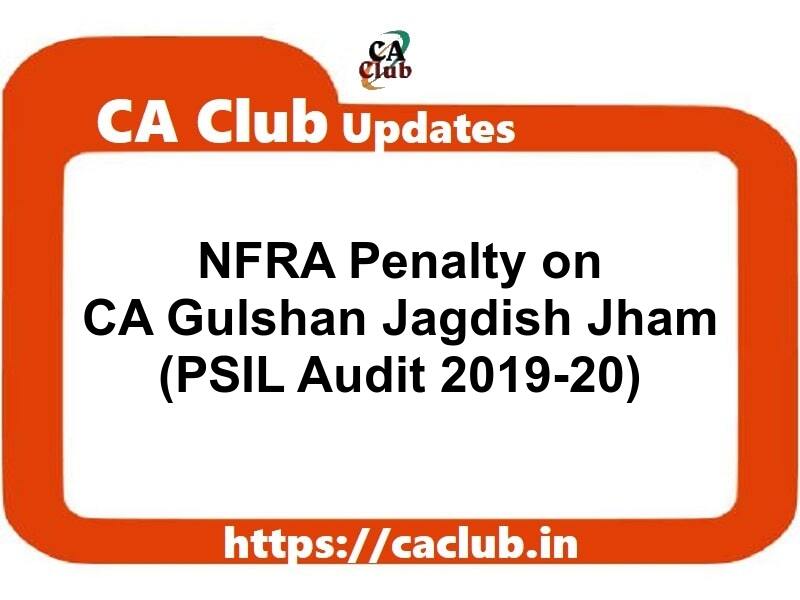 CA
Club
CA Club Updates
NFRA Penalty on
CA Gulshan Jagdish Jham
(PSIL Audit 2019-20)
https://caclub.in